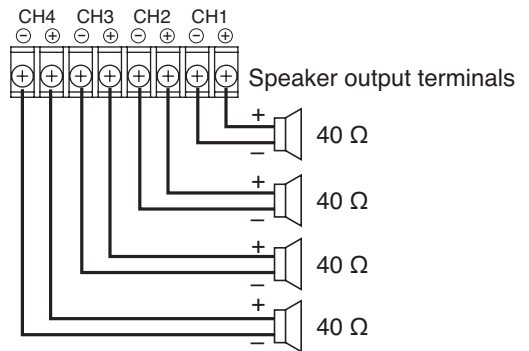 CH4 CH3 CH2 CH1
⊖ ⊕ ⊖ ⊕ ⊖ ⊕ ⊖ ⊕
Speaker output terminals
+
− 40 Ω
+
− 40 Ω
+
− 40 Ω
+
− 40 Ω